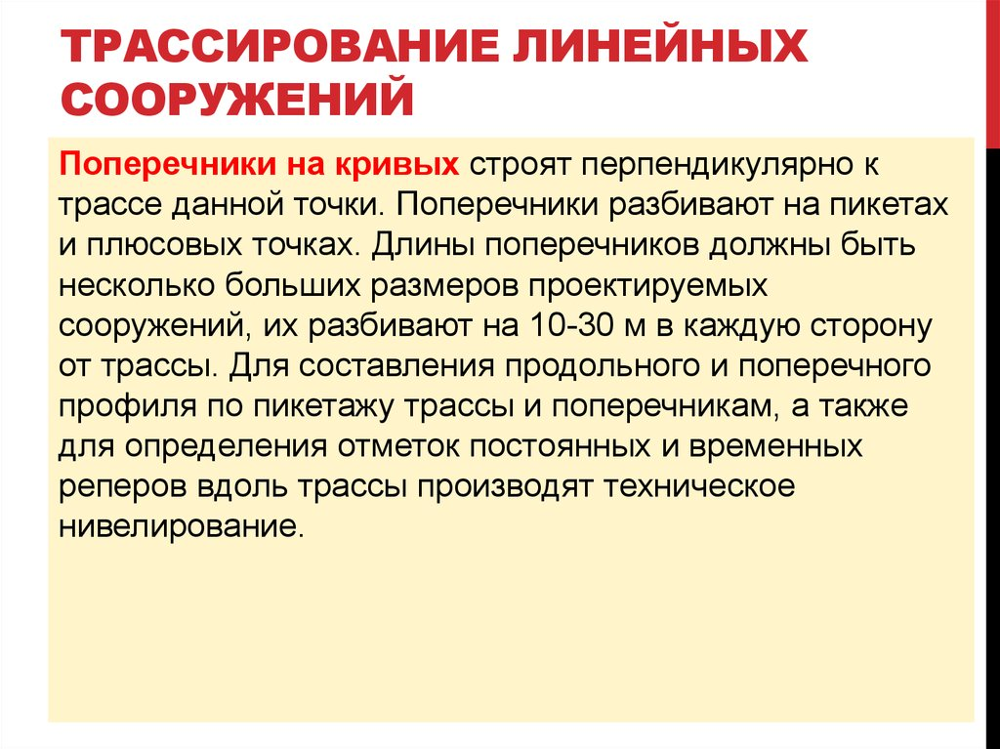 ТРАССИРОВАНИЕ ЛИНЕЙНЫХ
СООРУЖЕНИЙ
Поперечники на кривых строят перпендикулярно к
трассе данной точки. Поперечники разбивают на пикетах
и плюсовых точках. Длины поперечников должны быть
несколько больших размеров проектируемых
сооружений, их разбивают на 10-30 м в каждую сторону
от трассы. Для составления продольного и поперечного
профиля по пикетажу трассы и поперечникам, а также
для определения отметок постоянных и временных
реперов вдоль трассы производят техническое
нивелирование.